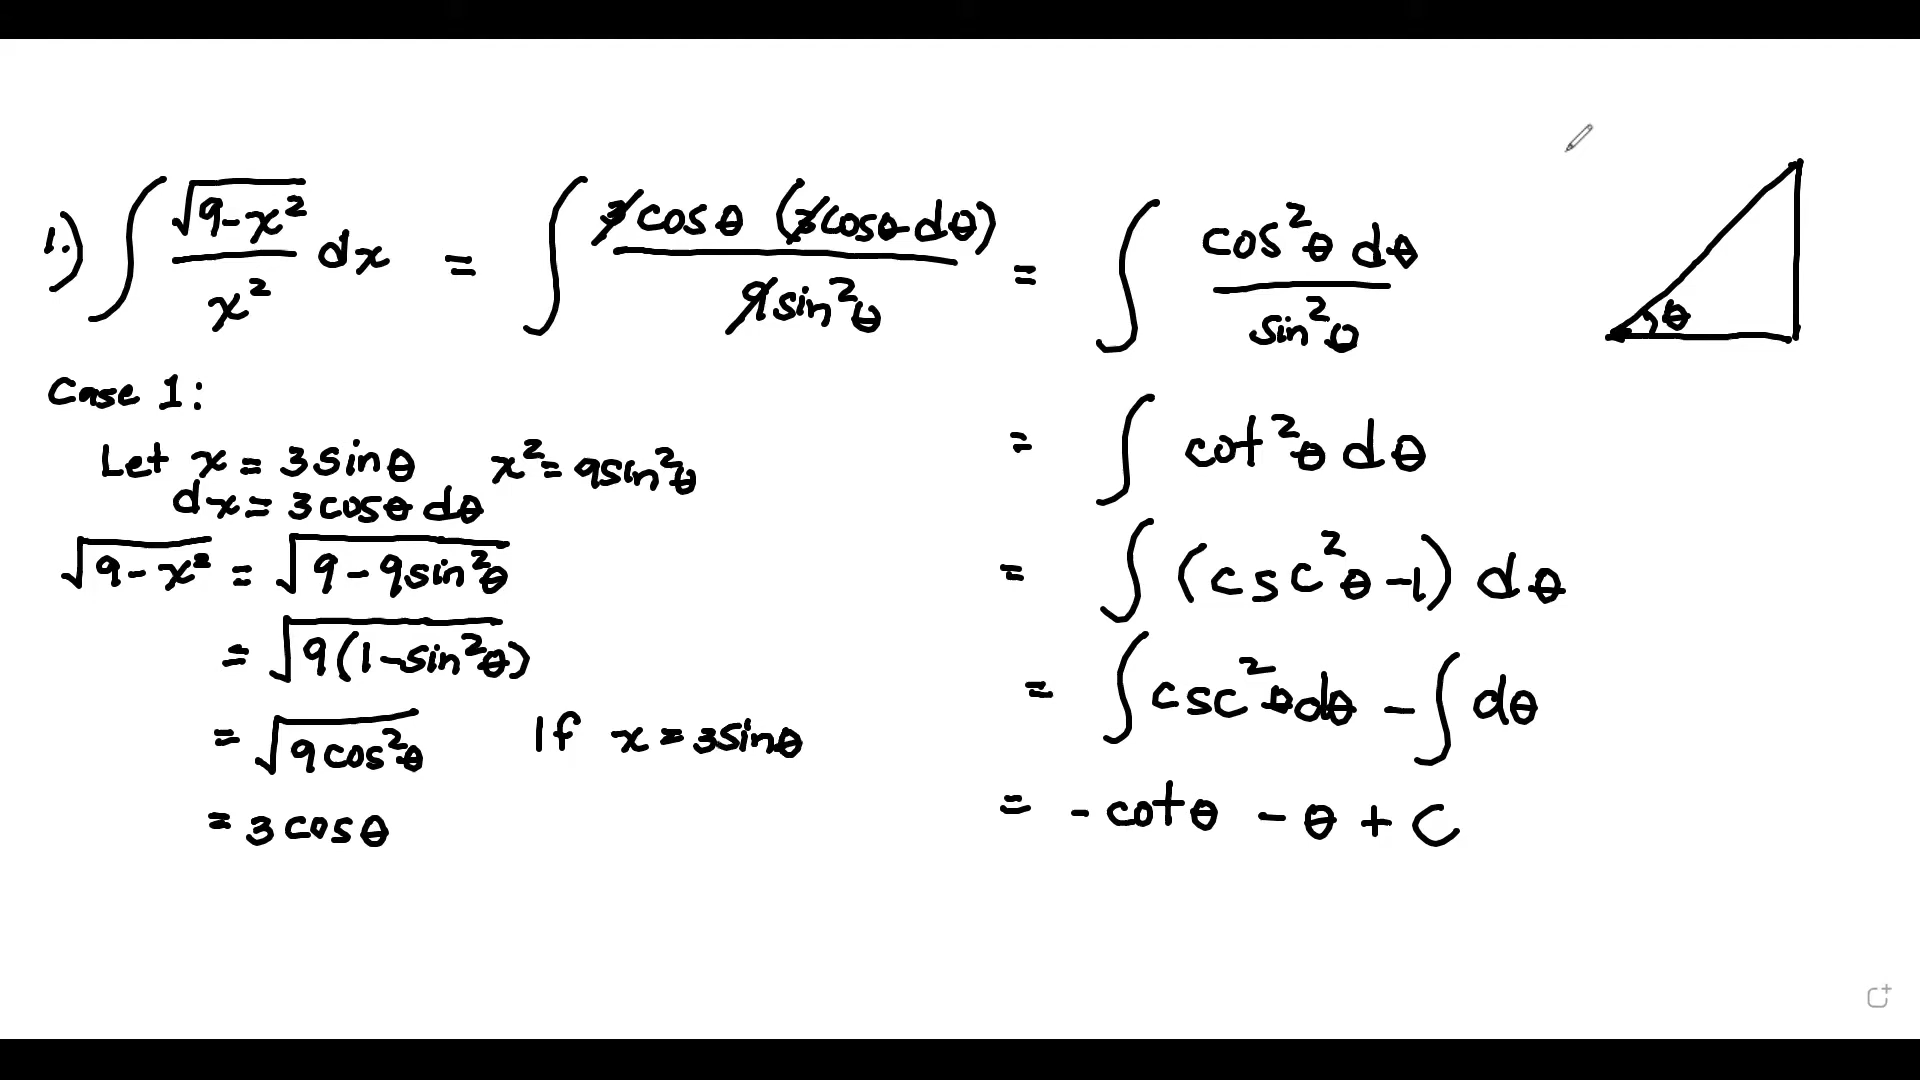 1.) ∫ √(9-x²)/x² dx = ∫ 3cosθ (3cosθ dθ)/9sin²θ = ∫ cos²θ dθ/sin²θ
θ
Case 1:
Let x = 3sinθ x² = 9sin²θ
dx = 3cosθ dθ
√(9-x²) = √(9-9sin²θ)
= √(9(1-sin²θ))
= √(9cos²θ) If x = 3sinθ
= 3cosθ
= ∫ cot²θ dθ
= ∫ (csc²θ-1) dθ
= ∫ csc²θdθ - ∫ dθ
= -cotθ - θ + C